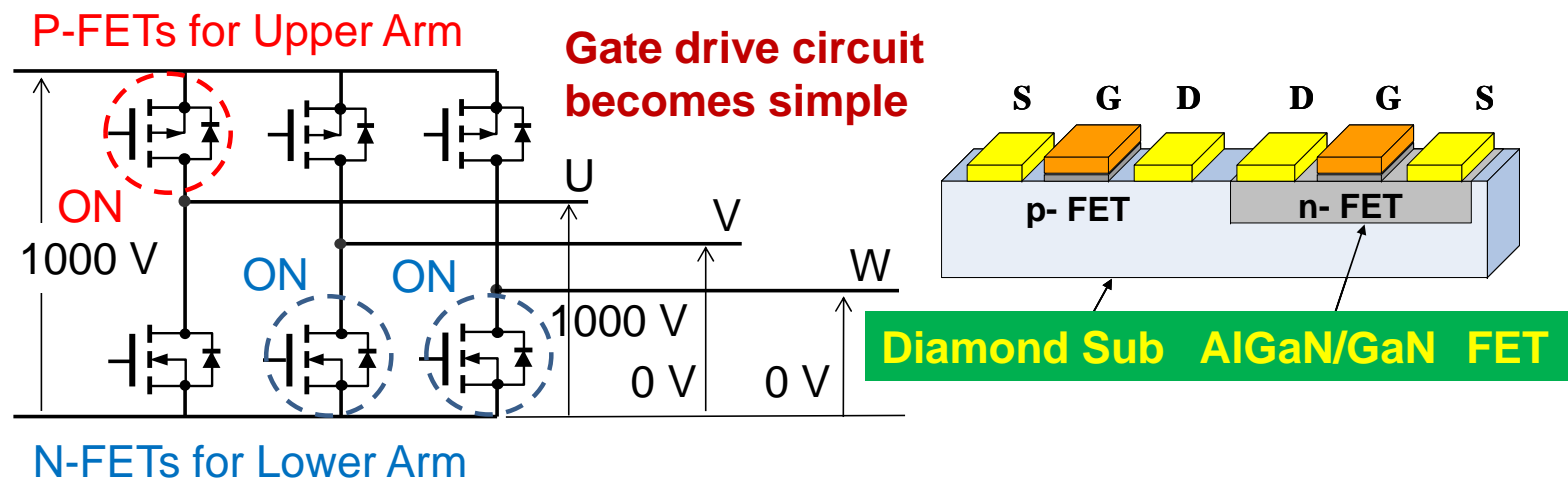 P-FETs for Upper Arm
Gate drive circuit
becomes simple
S G D D G S
U
ON
p- FET n- FET
V
1000 V
W
ON ON
1000 V
Diamond Sub AlGaN/GaN FET
0 V 0 V
N-FETs for Lower Arm